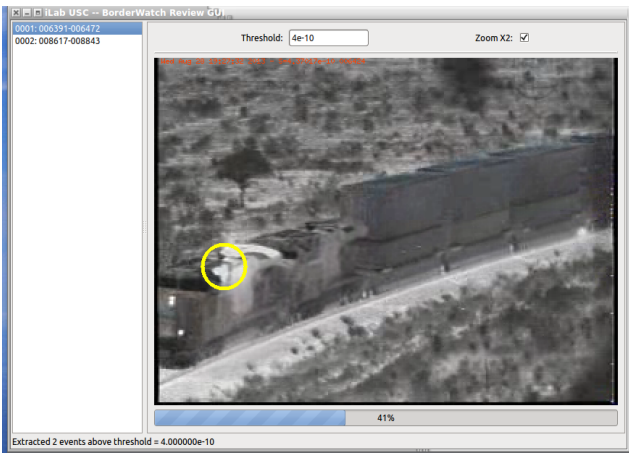 iLab USC -- BorderWatch Review GUI
0001: 006391-006472
0002: 008617-008843
Threshold: 4e-10
Zoom X2:
41%
Extracted 2 events above threshold = 4.000000e-10